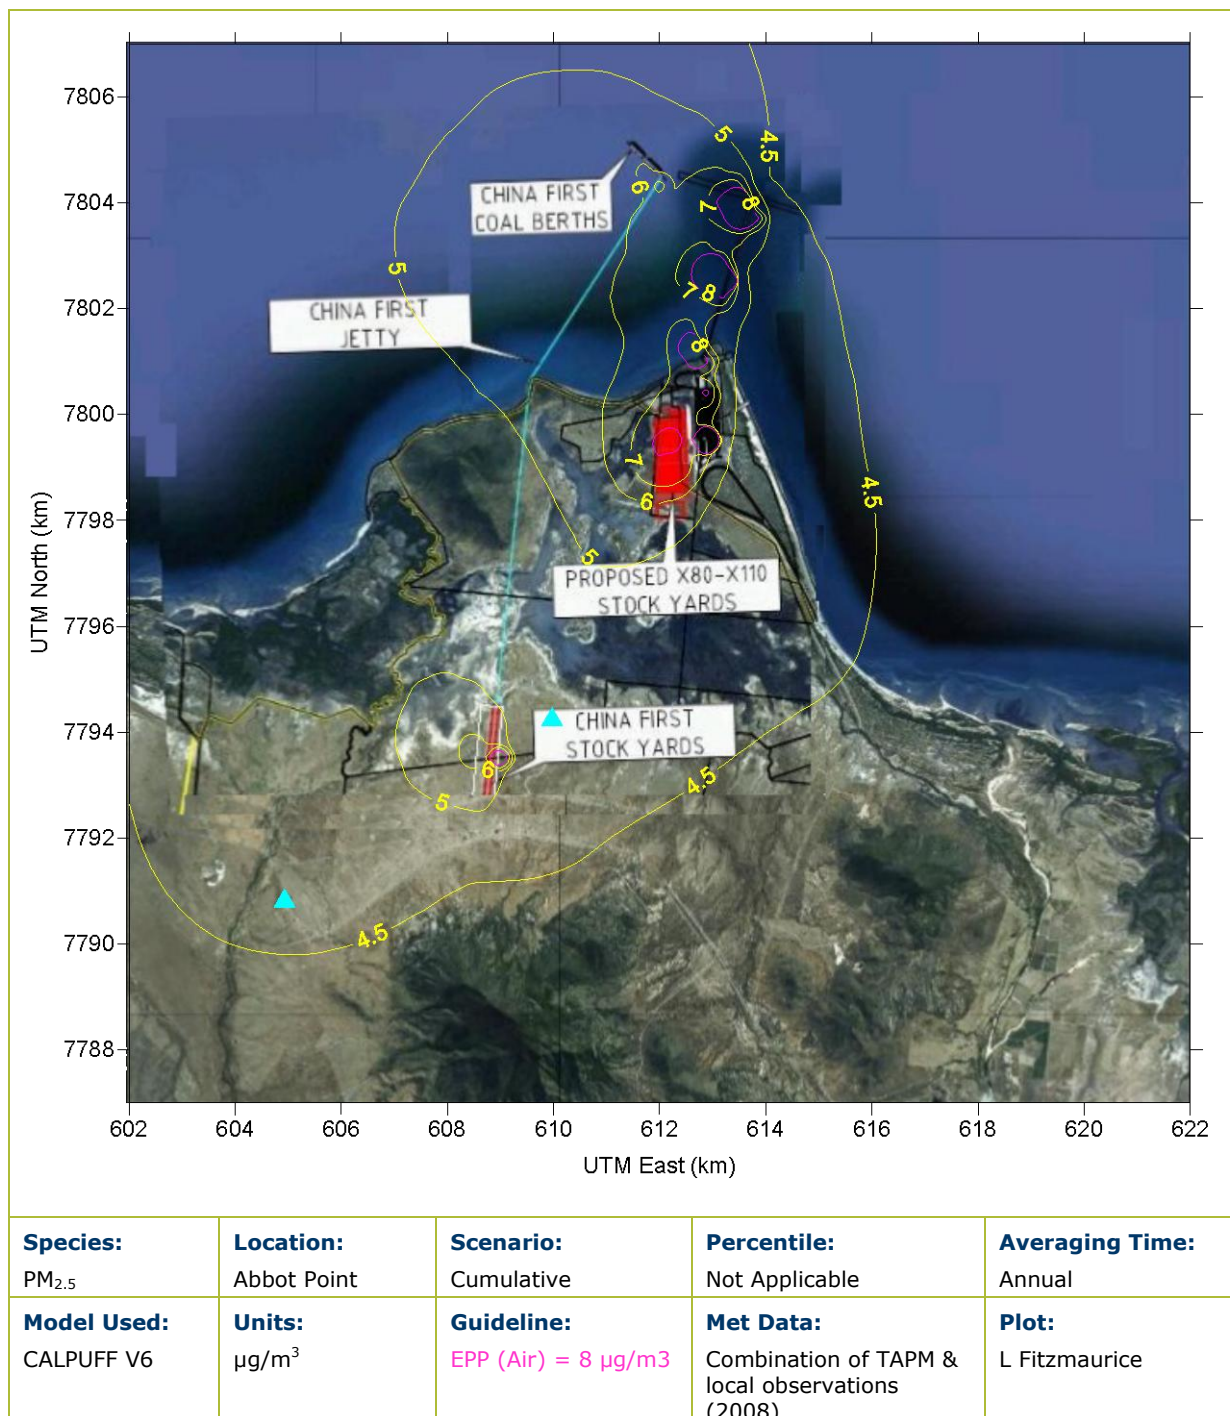 7806
7804
7802
7800
7798
7796
7794
7792
7790
7788
UTM North (km)
602 604 606 608 610 612 614 616 618 620 622
UTM East (km)
5
4.5
CHINA FIRST
COAL BERTHS
6
7
8
5
7 8
CHINA FIRST
JETTY
8
7
6
4.5
5
PROPOSED X80-X110
STOCK YARDS
CHINA FIRST
STOCK YARDS
6
5
4.5
4.5
Species:
PM2.5
Location:
Abbot Point
Scenario:
Cumulative
Percentile:
Not Applicable
Averaging Time:
Annual
Model Used:
CALPUFF V6
Units:
µg/m3
Guideline:
EPP (Air) = 8 µg/m3
Met Data:
Combination of TAPM &
local observations
(2008)
Plot:
L Fitzmaurice